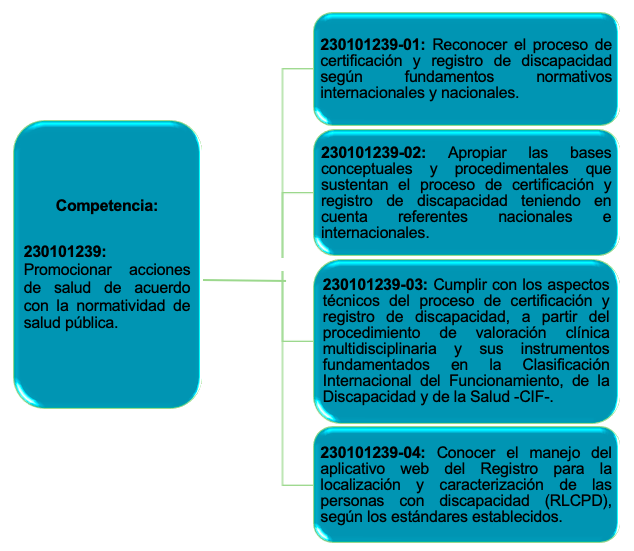 Competencia:
230101239:
Promocionar acciones
de salud de acuerdo
con la normatividad de
salud pública.
230101239-01: Reconocer el proceso de
certificación y registro de discapacidad
según fundamentos normativos
internacionales y nacionales.
230101239-02: Apropiar las bases
conceptuales y procedimentales que
sustentan el proceso de certificación y
registro de discapacidad teniendo en
cuenta referentes nacionales e
internacionales.
230101239-03: Cumplir con los aspectos
técnicos del proceso de certificación y
registro de discapacidad, a partir del
procedimiento de valoración clínica
multidisciplinaria y sus instrumentos
fundamentados en la Clasificación
Internacional del Funcionamiento, de la
Discapacidad y de la Salud -CIF-.
230101239-04: Conocer el manejo del
aplicativo web del Registro para la
localización y caracterización de las
personas con discapacidad (RLCPD),
según los estándares establecidos.